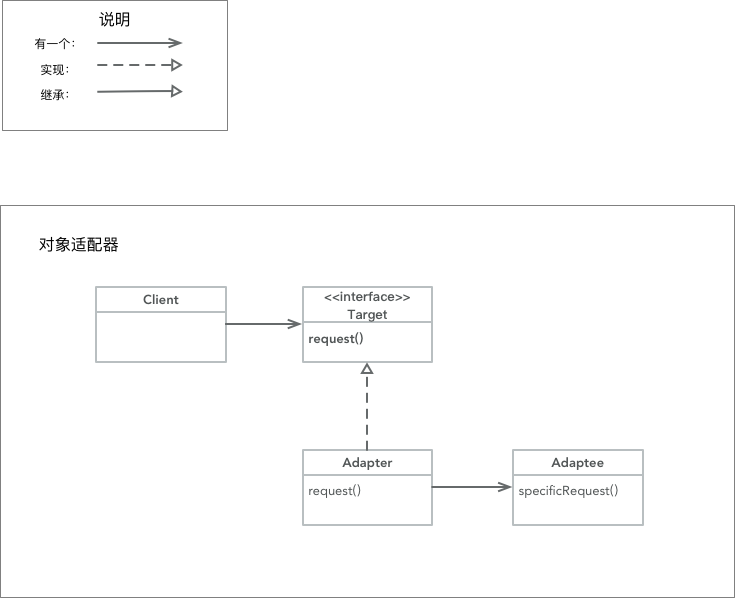 说明
有一个：
实现：
继承：
对象适配器
Client
<<interface>>
Target
request()
Adapter
request()
Adaptee
specificRequest()